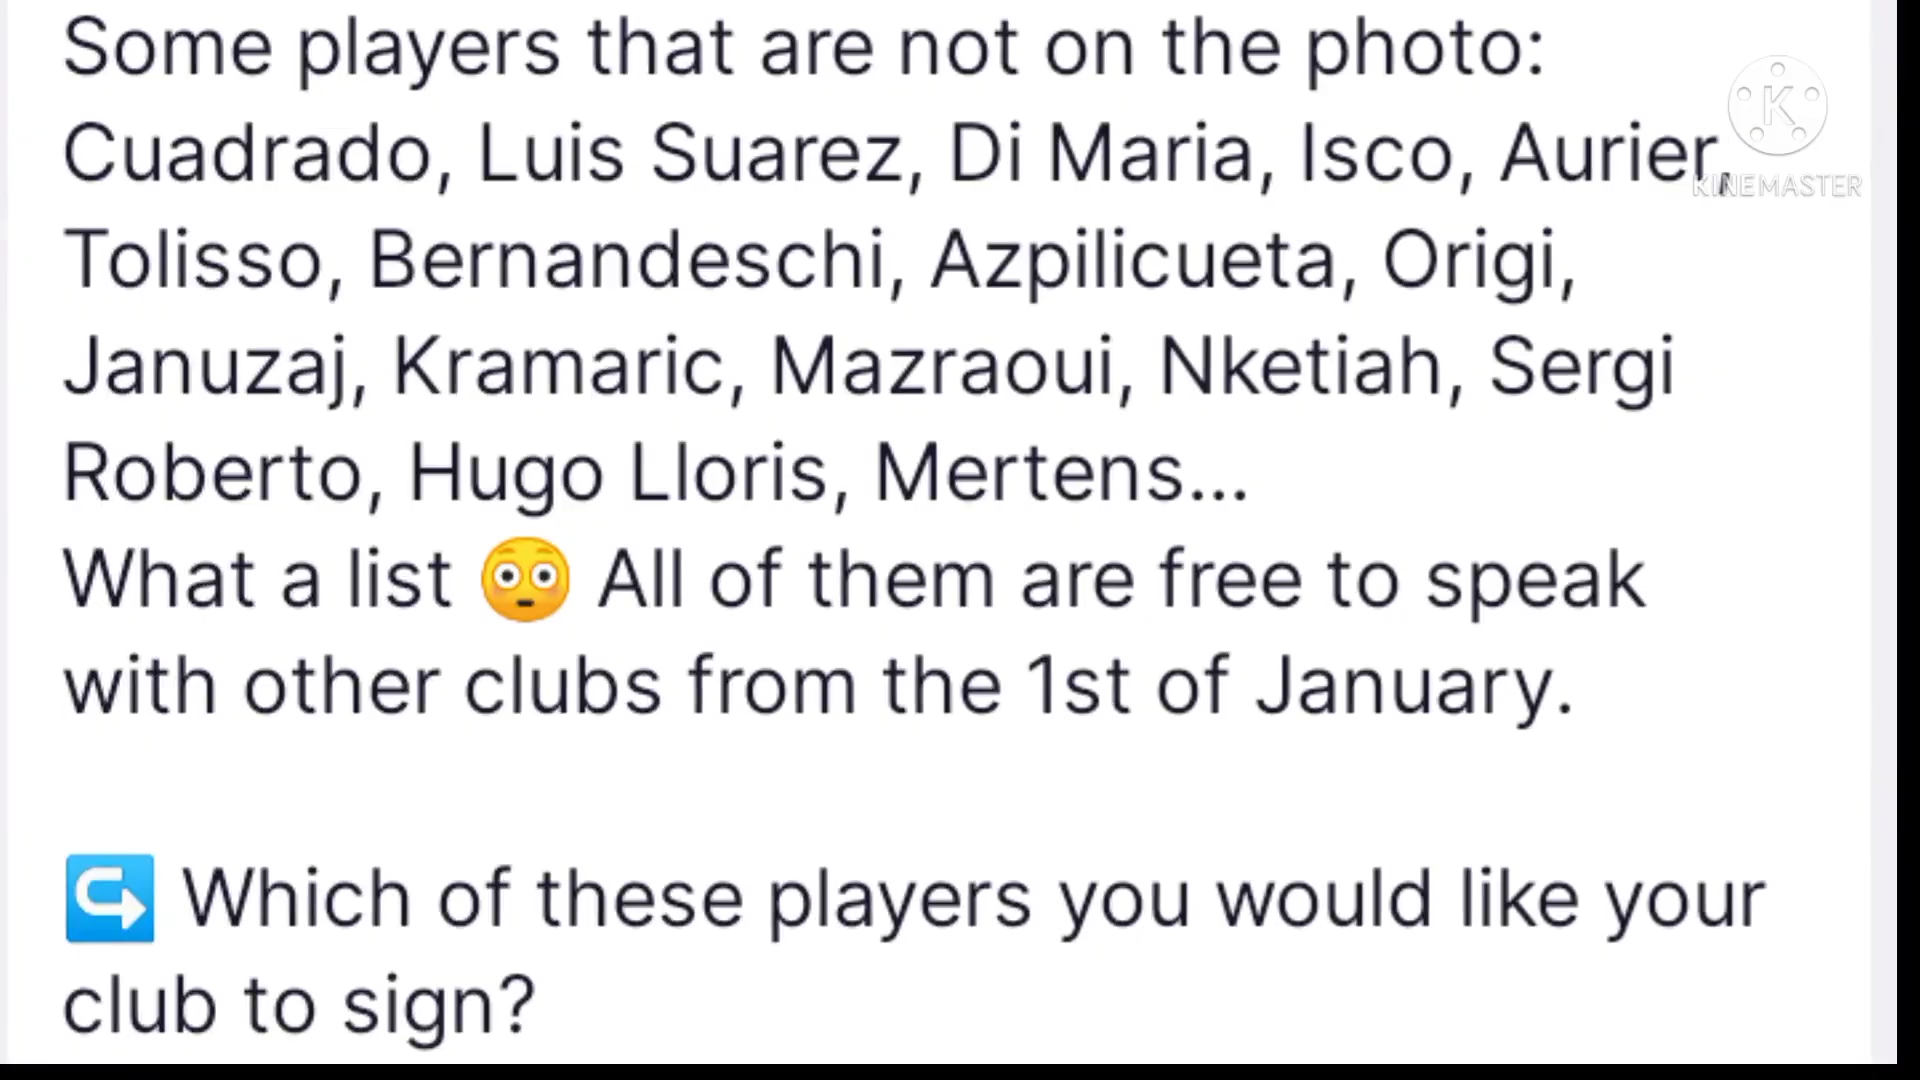 Some players that are not on the photo:
Cuadrado, Luis Suarez, Di Maria, Isco, Aurier,
Tolisso, Bernandeschi, Azpilicueta, Origi,
Januzaj, Kramaric, Mazraoui, Nketiah, Sergi
Roberto, Hugo Lloris, Mertens...
What a list 😳 All of them are free to speak
with other clubs from the 1st of January.
↪️ Which of these players you would like your
club to sign?
K
KINEMASTER